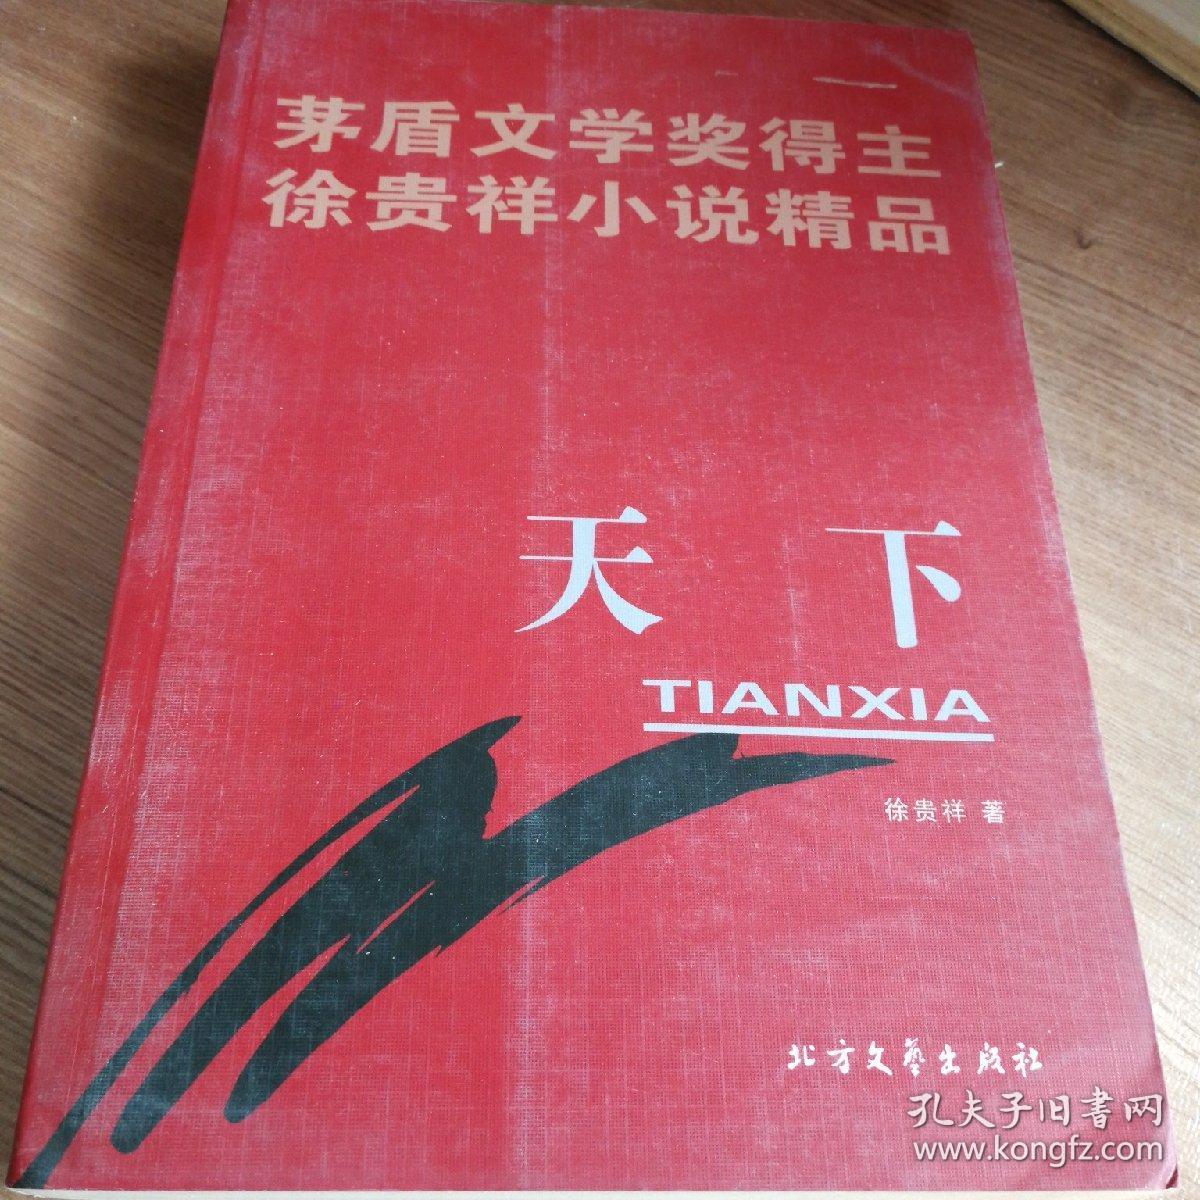 茅盾文学奖得主
徐贵祥小说精品
天下
TIANXIA
徐贵祥 著
北方文艺出版社
孔夫子旧書网
www.kongfz.com